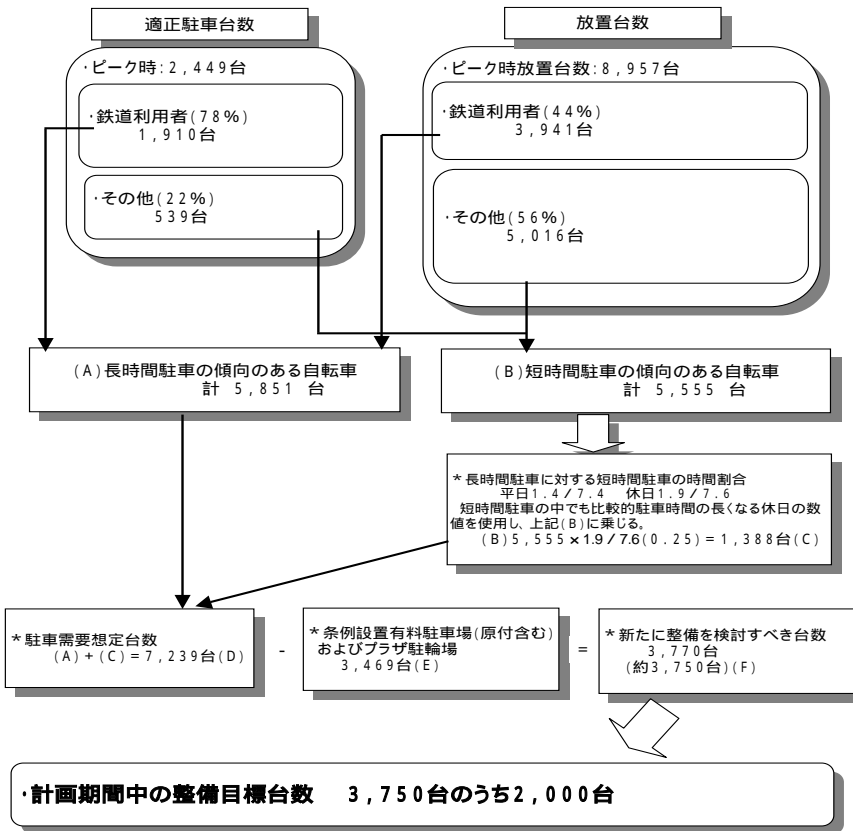 適正駐車台数
・ピーク時:2,449台
・鉄道利用者(78%)
1,910台
・その他(22%)
539台
放置台数
・ピーク時放置台数:8,957台
・鉄道利用者(44%)
3,941台
・その他(56%)
5,016台
(A)長時間駐車の傾向のある自転車
計 5,851 台
(B)短時間駐車の傾向のある自転車
計 5,555 台
*長時間駐車に対する短時間駐車の時間割合
平日1.4/7.4 休日1.9/7.6
短時間駐車の中でも比較的駐車時間の長くなる休日の数
値を使用し、上記(B)に乗じる。
(B)5,555×1.9/7.6(0.25)=1,388台(C)
*駐車需要想定台数
(A)+(C)=7,239台(D)
-
*条例設置有料駐車場(原付含む)
およびプラザ駐輪場
3,469台(E)
=
*新たに整備を検討すべき台数
3,770台
(約3,750台)(F)
・計画期間中の整備目標台数 3,750台のうち2,000台